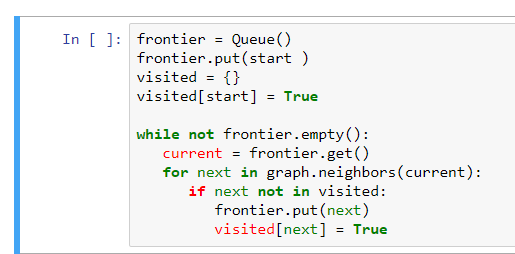 In [ ]: frontier = Queue()
frontier.put(start )
visited = {}
visited[start] = True

while not frontier.empty():
   current = frontier.get()
   for next in graph.neighbors(current):
      if next not in visited:
         frontier.put(next)
         visited[next] = True